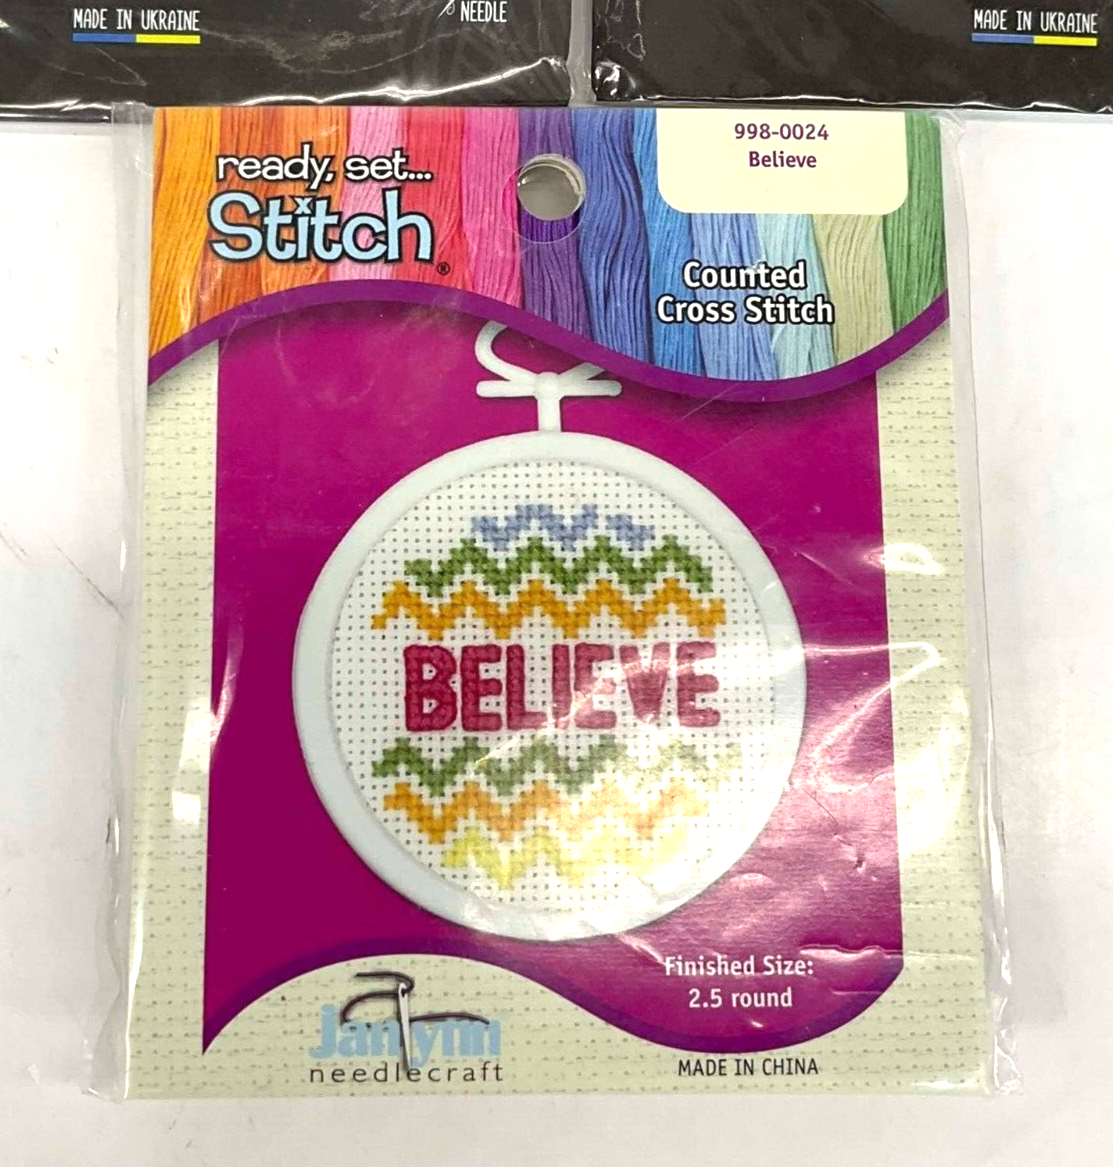 MADE IN UKRAINE
NEEDLE
MADE IN UKRAINE
ready, set...
Stitch®
998-0024
Believe
Counted
Cross Stitch
BELIEVE
Finished Size:
2.5 round
janlynn
needlecraft
MADE IN CHINA